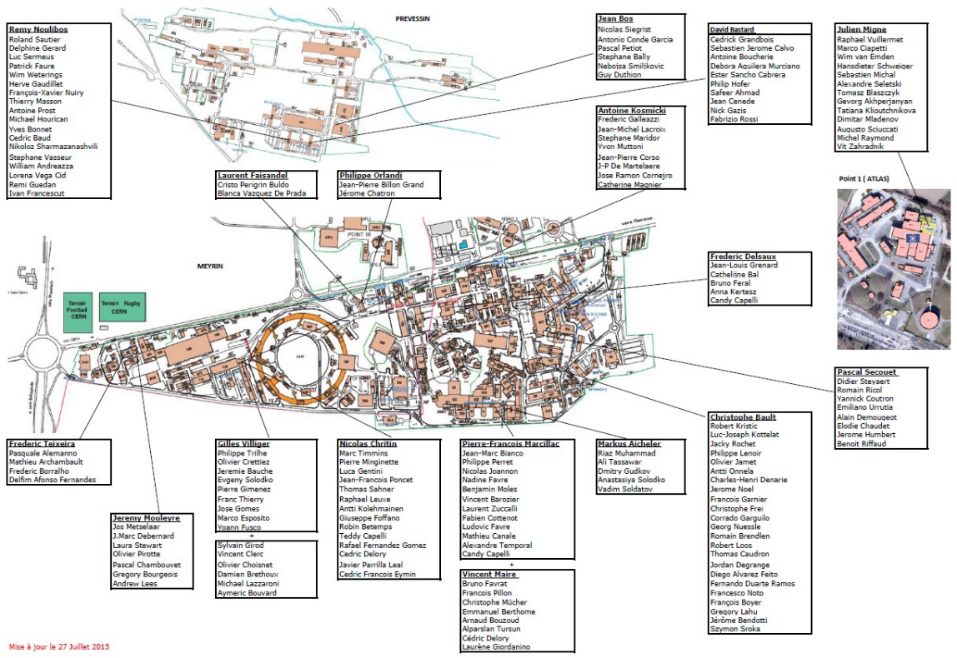 PREVESSIN
Remy Noulibos
Roland Sautier
Delphine Gerard
Luc Sermeus
Patrick Faure
Wim Weterings
Herve Gaudillet
François-Xavier Nuiry
Thierry Masson
Antoine Prost
Michael Hourican
Yves Bonnet
Cedric Baud
Nikoloz Sharmazanashvili
Stephane Vasseur
William Andreazza
Lorena Vega Cid
Remi Guedan
Ivan Francescut
Jean Bos
Nicolas Siegrist
Antonio Conde Garcia
Pascal Petiot
Stephane Bally
Nebojsa Smiljkovic
Guy Duthion
David Bastard
Cedrick Grandbois
Sebastien Jerome Calvo
Antoine Boucherie
Debora Aguilera Murciano
Ester Sancho Cabrera
Philip Hofer
Safeer Ahmad
Jean Cenede
Nick Gazis
Fabrizio Rossi
Julien Migne
Raphael Vuillermet
Marco Ciapetti
Wim van Emden
Hansdieter Schweiger
Sebastien Michal
Alexandre Seletski
Tomasz Blaszczyk
Gevorg Akhperjanyan
Tatiana Klioutchnikova
Dimitar Mladenov
Augusto Sciuccati
Michel Raymond
Vit Zahradnik
Antoine Kosmicki
Frederic Galleazzi
Jean-Michel Lacroix
Stephane Maridor
Yvon Muttoni
Jean-Pierre Corso
J-P De Martelaere
Jose Ramon Cornejro
Catherine Magnier
Laurent Faisandel
Cristo Perigrin Buldo
Blanca Vazquez De Prada
Philippe Orlandi
Jean-Pierre Billon Grand
Jérome Chatron
Point 1 ( ATLAS)
MEYRIN
POINT 18
Terrain
Football
CERN
Terrain Rugby
CERN
Frederic Delsaux
Jean-Louis Grenard
Catheline Bal
Bruno Feral
Anna Kertesz
Candy Capelli
Pascal Secouet
Didier Steyaert
Romain Ricol
Yannick Coutron
Emiliano Urrutia
Alain Demougeot
Elodie Chaudet
Jerome Humbert
Benoit Riffaud
Frederic Teixeira
Pasquale Alemanno
Mathieu Archambault
Frederic Borralho
Delfim Afonso Fernandes
Jeremy Mouleyre
Jos Metselaar
J.Marc Debernard
Laura Stewart
Olivier Pirotte
Pascal Chambouvet
Gregory Bourgeois
Andrew Lees
Gilles Villiger
Philippe Trilhe
Olivier Crettiez
Jeremie Bauche
Evgeny Solodko
Pierre Gimenez
Franc Thierry
Jose Gomes
Marco Esposito
Yoann Fusco
+
Sylvain Girod
Vincent Clerc
Olivier Choisnet
Damien Brethoux
Michael Lazzaroni
Aymeric Bouvard
Nicolas Chritin
Marc Timmins
Pierre Minginette
Luca Gentini
Jean-François Poncet
Thomas Sahner
Raphael Leuxe
Antti Kolehmainen
Giuseppe Foffano
Robin Betemps
Teddy Capelli
Rafael Fernandez Gomez
Cedric Delory
Javier Parrilla Leal
Cedric Francois Eymin
Pierre-Francois Marcillac
Jean-Marc Bianco
Philippe Perret
Nicolas Joannon
Nadine Favre
Benjamin Moles
Vincent Barozier
Laurent Zuccalli
Fabien Cottenot
Ludovic Favre
Mathieu Canale
Alexandre Temporal
Candy Capelli
+
Vincent Maire
Bruno Favrat
Francois Pillon
Christophe Mücher
Emmanuel Berthome
Arnaud Bouzoud
Alparslan Tursun
Cédric Delory
Laurène Giordanino
Markus Aicheler
Riaz Muhammad
Ali Tassawar
Dmitry Gudkov
Anastasiya Solodko
Vadim Soldatov
Christophe Bault
Robert Kristic
Luc-Joseph Kottelat
Jacky Rochet
Philippe Lenoir
Olivier Jamet
Antti Onnela
Charles-Henri Denarie
Jerome Noel
Francois Garnier
Christophe Frei
Corrado Garguilo
Georg Nuessle
Romain Brendlen
Robert Loos
Thomas Caudron
Jordan Degrange
Diego Alvarez Feito
Fernando Duarte Ramos
Francesco Noto
François Boyer
Gregory Lahu
Jérôme Bendotti
Szymon Sroka
Mise à jour le 27 Juillet 2015